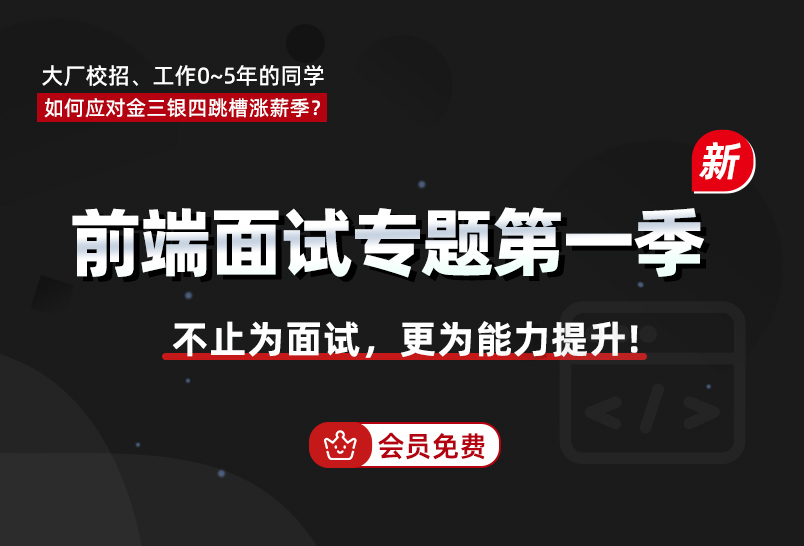 大厂校招、工作0~5年的同学
如何应对金三银四跳槽涨薪季?
新
前端面试专题第一季
不止为面试，更为能力提升!
会员免费